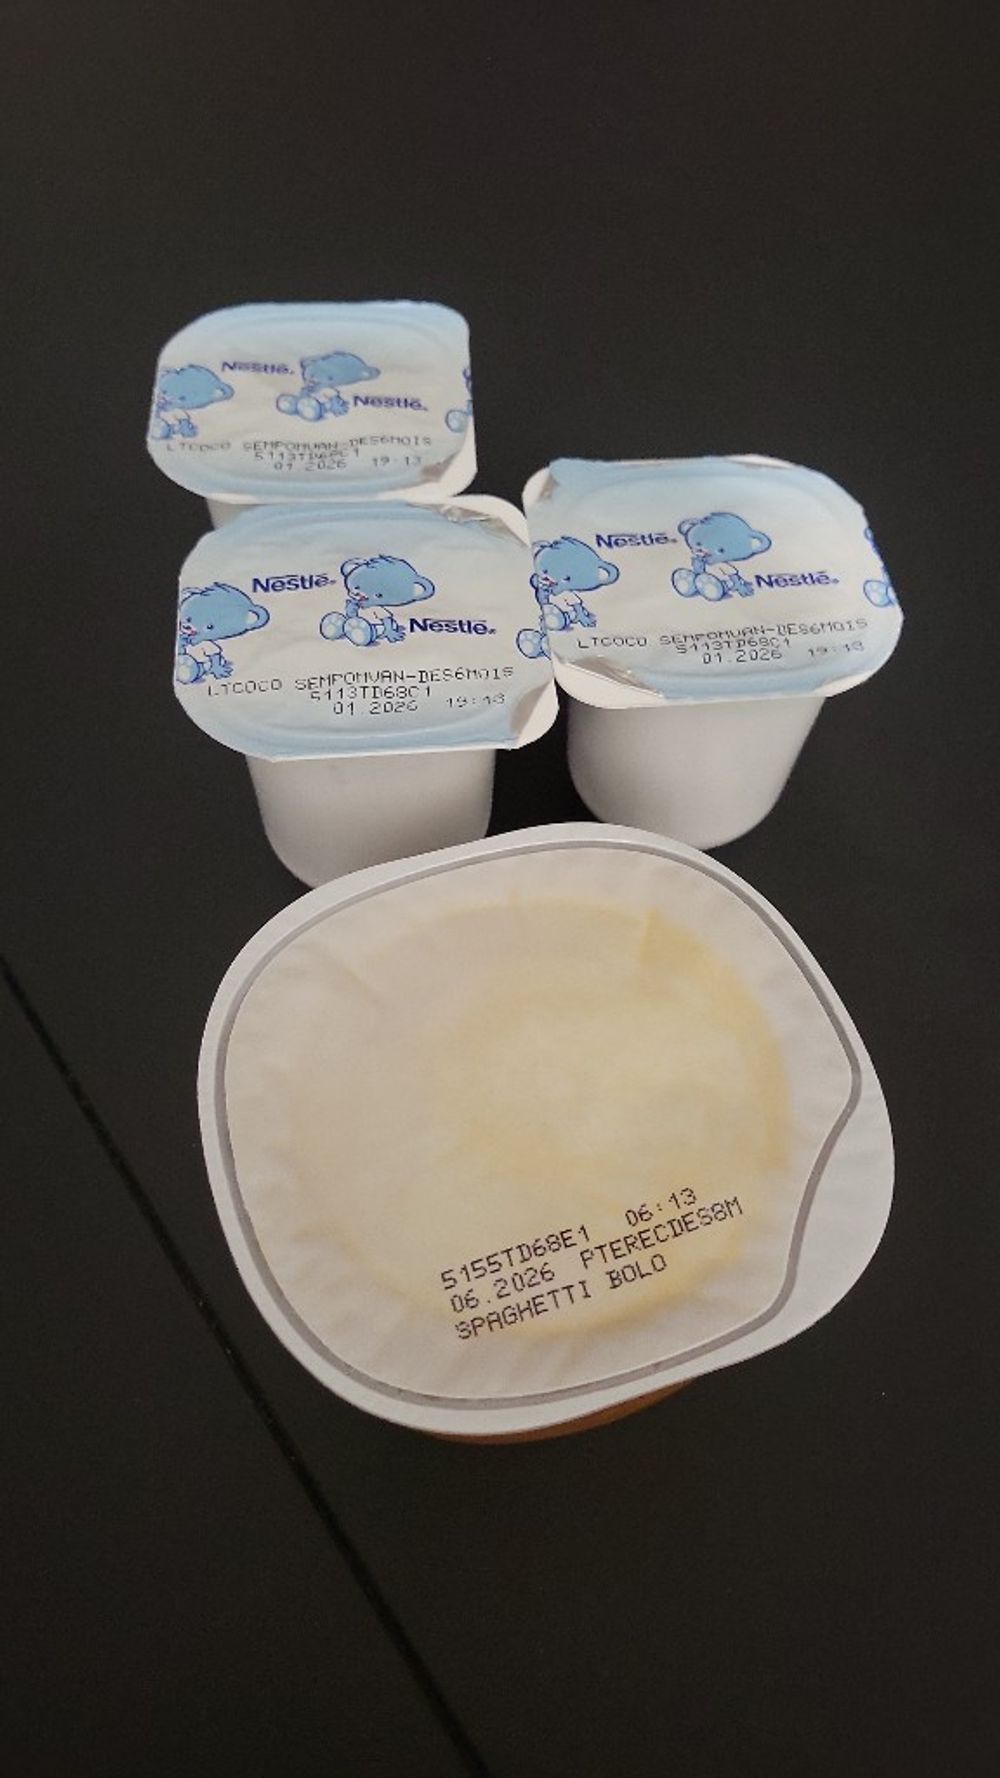 Nestlé.
Nestlé.
LTCOCO SEMPOMVAN-DES6MOIS
5113TD68C1
01.2026 19:13
Nestlé.
Nestlé.
LTCOCO SEMPOMVAN-DES6MOIS
5113TD68C1
01.2026 19:13
Nestlé.
Nestlé.
LTCOCO SEMPOMVAN-DES6MOIS
5113TD68C1
01.2026 19:13
5155TD68E1 06:13
06.2026 PTERECDES8M
SPAGHETTI BOLO